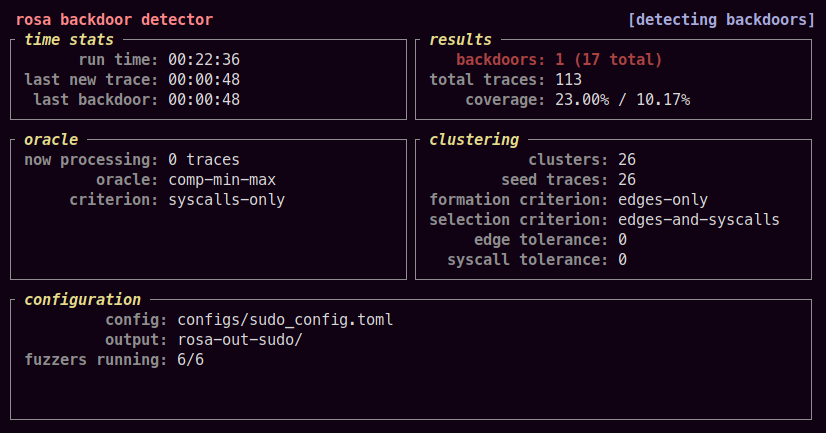 rosa backdoor detector [detecting backdoors]
time stats
run time: 00:22:36
last new trace: 00:00:48
last backdoor: 00:00:48
results
backdoors: 1 (17 total)
total traces: 113
coverage: 23.00% / 10.17%
oracle
now processing: 0 traces
oracle: comp-min-max
criterion: syscalls-only
clustering
clusters: 26
seed traces: 26
formation criterion: edges-only
selection criterion: edges-and-syscalls
edge tolerance: 0
syscall tolerance: 0
configuration
config: configs/sudo_config.toml
output: rosa-out-sudo/
fuzzers running: 6/6